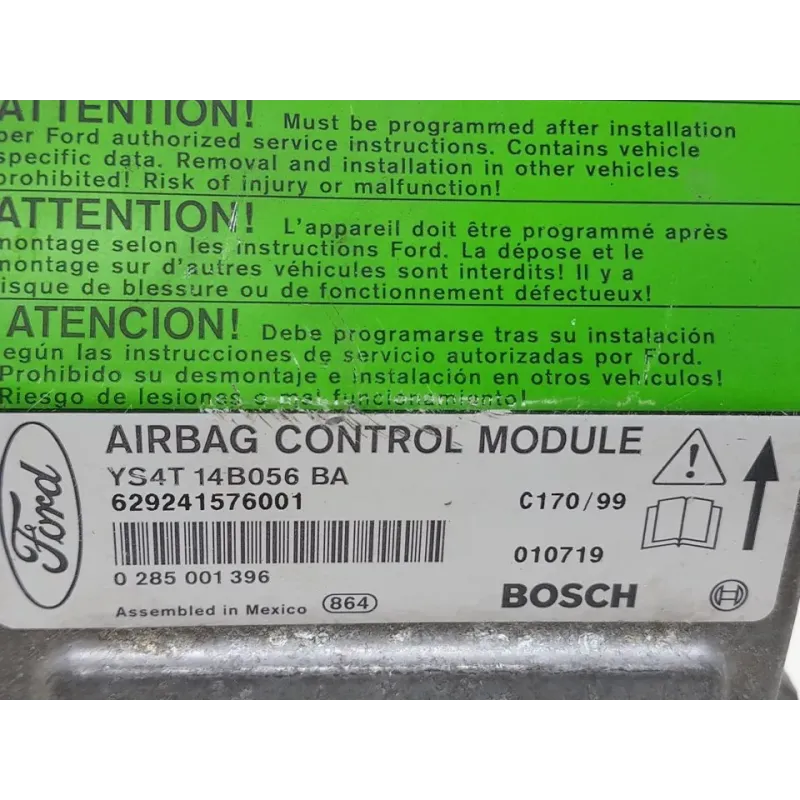 ATTENTION! Must be programmed after installation
per Ford authorized service instructions. Contains vehicle
specific data. Removal and installation in other vehicles
prohibited! Risk of injury or malfunction!
ATTENTION! L'appareil doit être programmé après
montage selon les instructions Ford. La dépose et le
montage sur d'autres véhicules sont interdits! Il y a
risque de blessure ou de fonctionnement défectueux!
ATENCION! Debe programarse tras su instalación
según las instrucciones de servicio autorizadas por Ford.
Prohibido su desmontaje e instalación en otros vehículos!
Riesgo de lesiones o mal funcionamiento!
Ford
AIRBAG CONTROL MODULE
YS4T 14B056 BA
629241576001
C170/99
010719
0 285 001 396
Assembled in Mexico 864
BOSCH